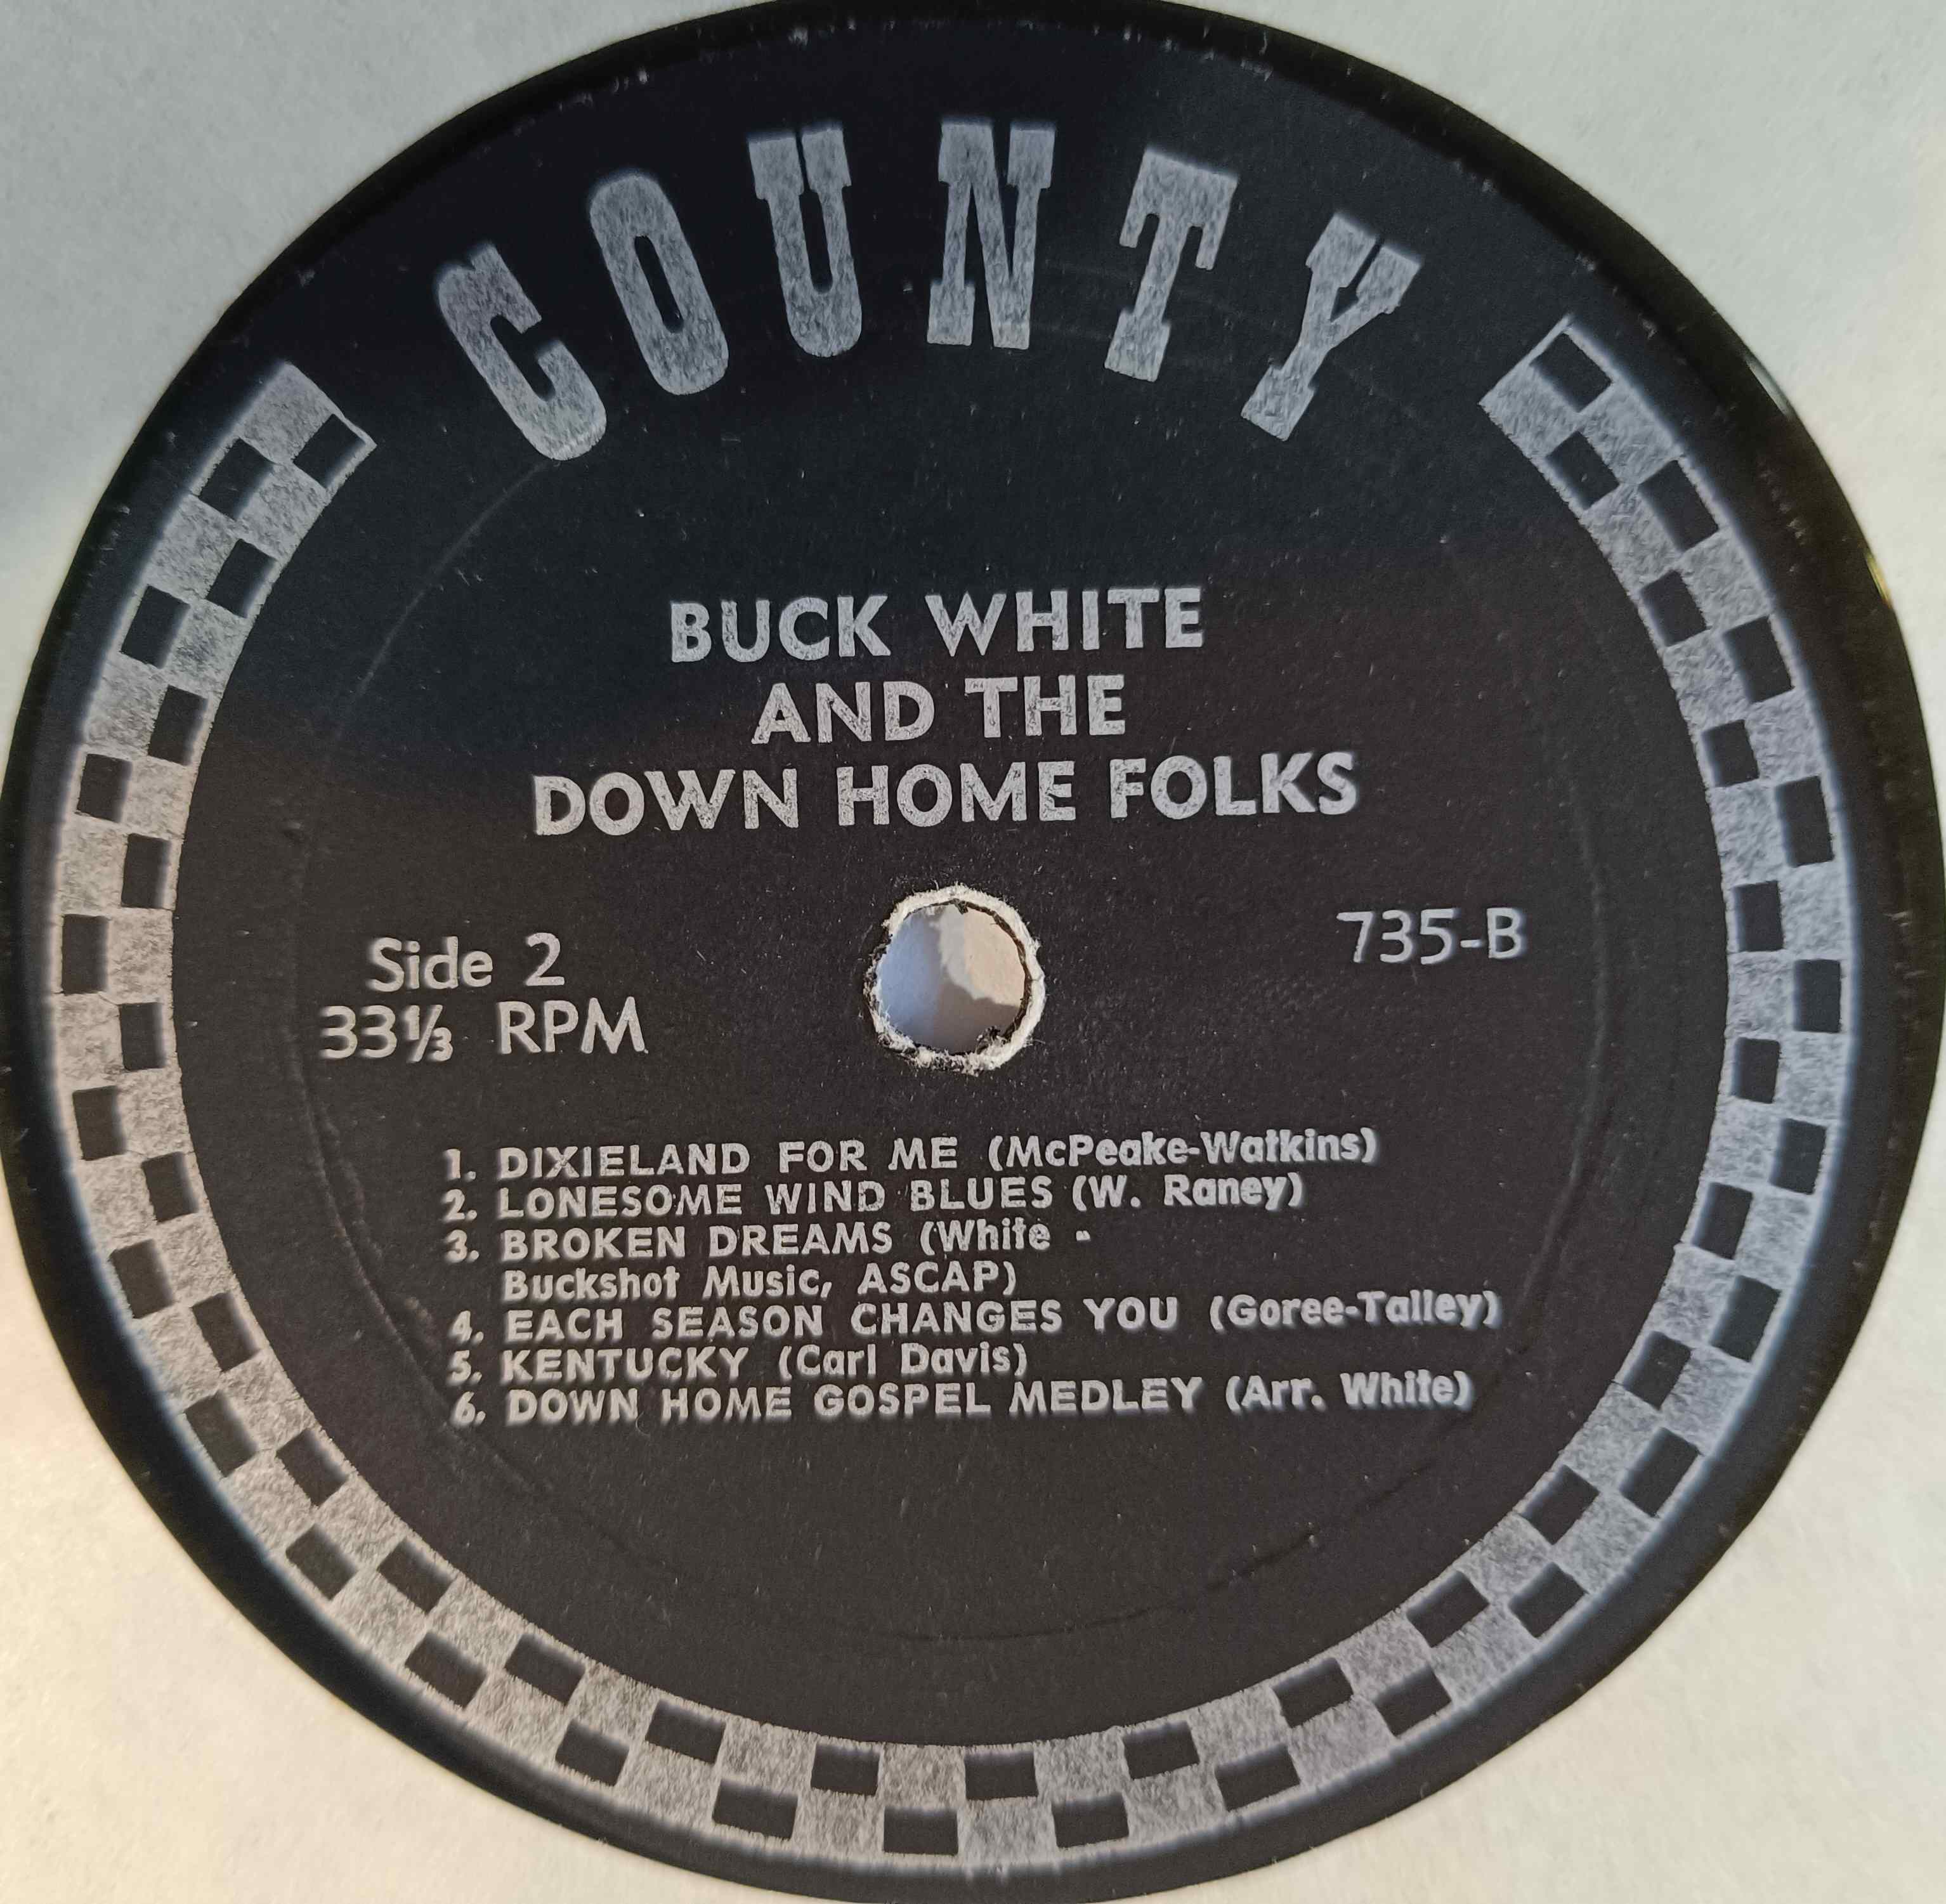 COUNTY
BUCK WHITE
AND THE
DOWN HOME FOLKS
Side 2
33⅓ RPM
735-B
1. DIXIELAND FOR ME (McPeake-Watkins)
2. LONESOME WIND BLUES (W. Raney)
3. BROKEN DREAMS (White -
Buckshot Music, ASCAP)
4. EACH SEASON CHANGES YOU (Goree-Talley)
5. KENTUCKY (Carl Davis)
6. DOWN HOME GOSPEL MEDLEY (Arr. White)